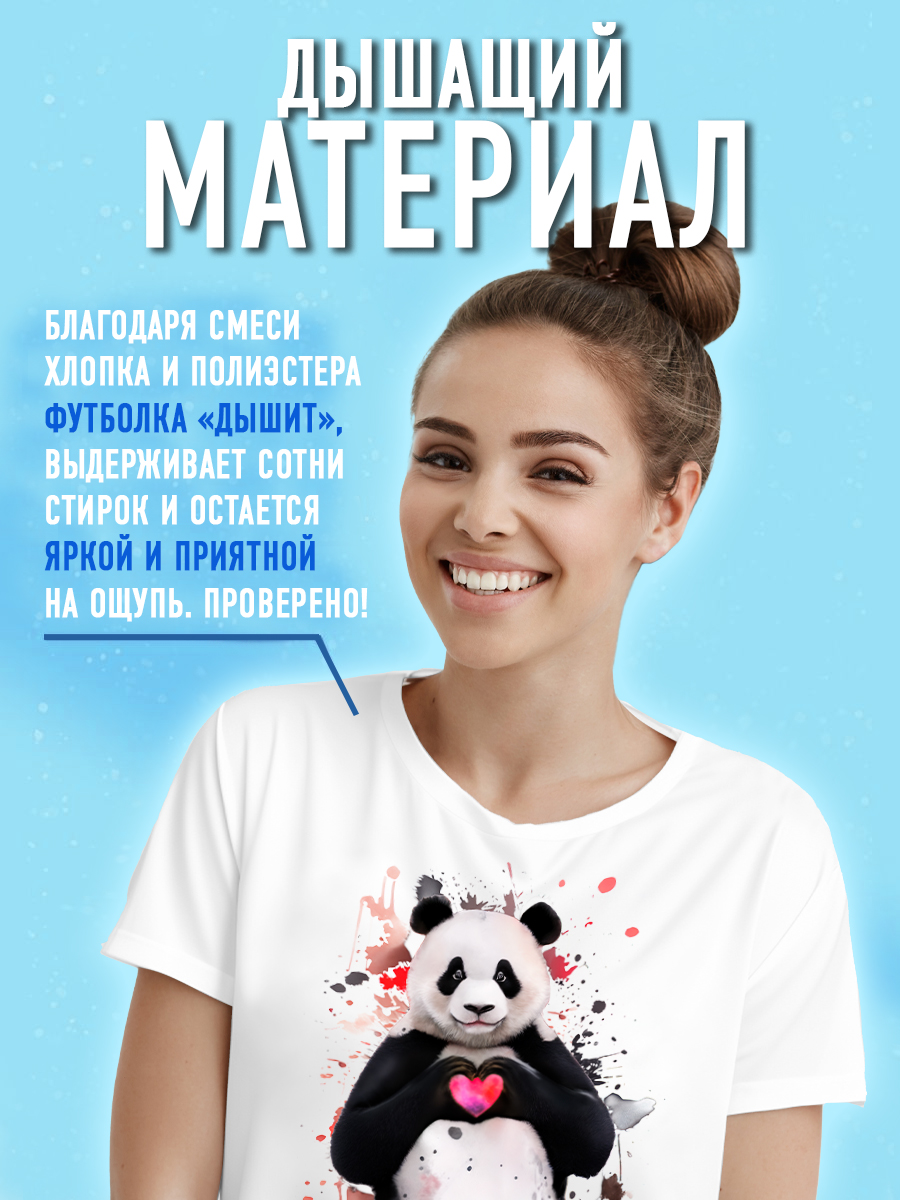 ДЫШАЩИЙ
МАТЕРИАЛ
БЛАГОДАРЯ СМЕСИ
ХЛОПКА И ПОЛИЭСТЕРА
ФУТБОЛКА «ДЫШИТ»,
ВЫДЕРЖИВАЕТ СОТНИ
СТИРОК И ОСТАЕТСЯ
ЯРКОЙ И ПРИЯТНОЙ
НА ОЩУПЬ. ПРОВЕРЕНО!